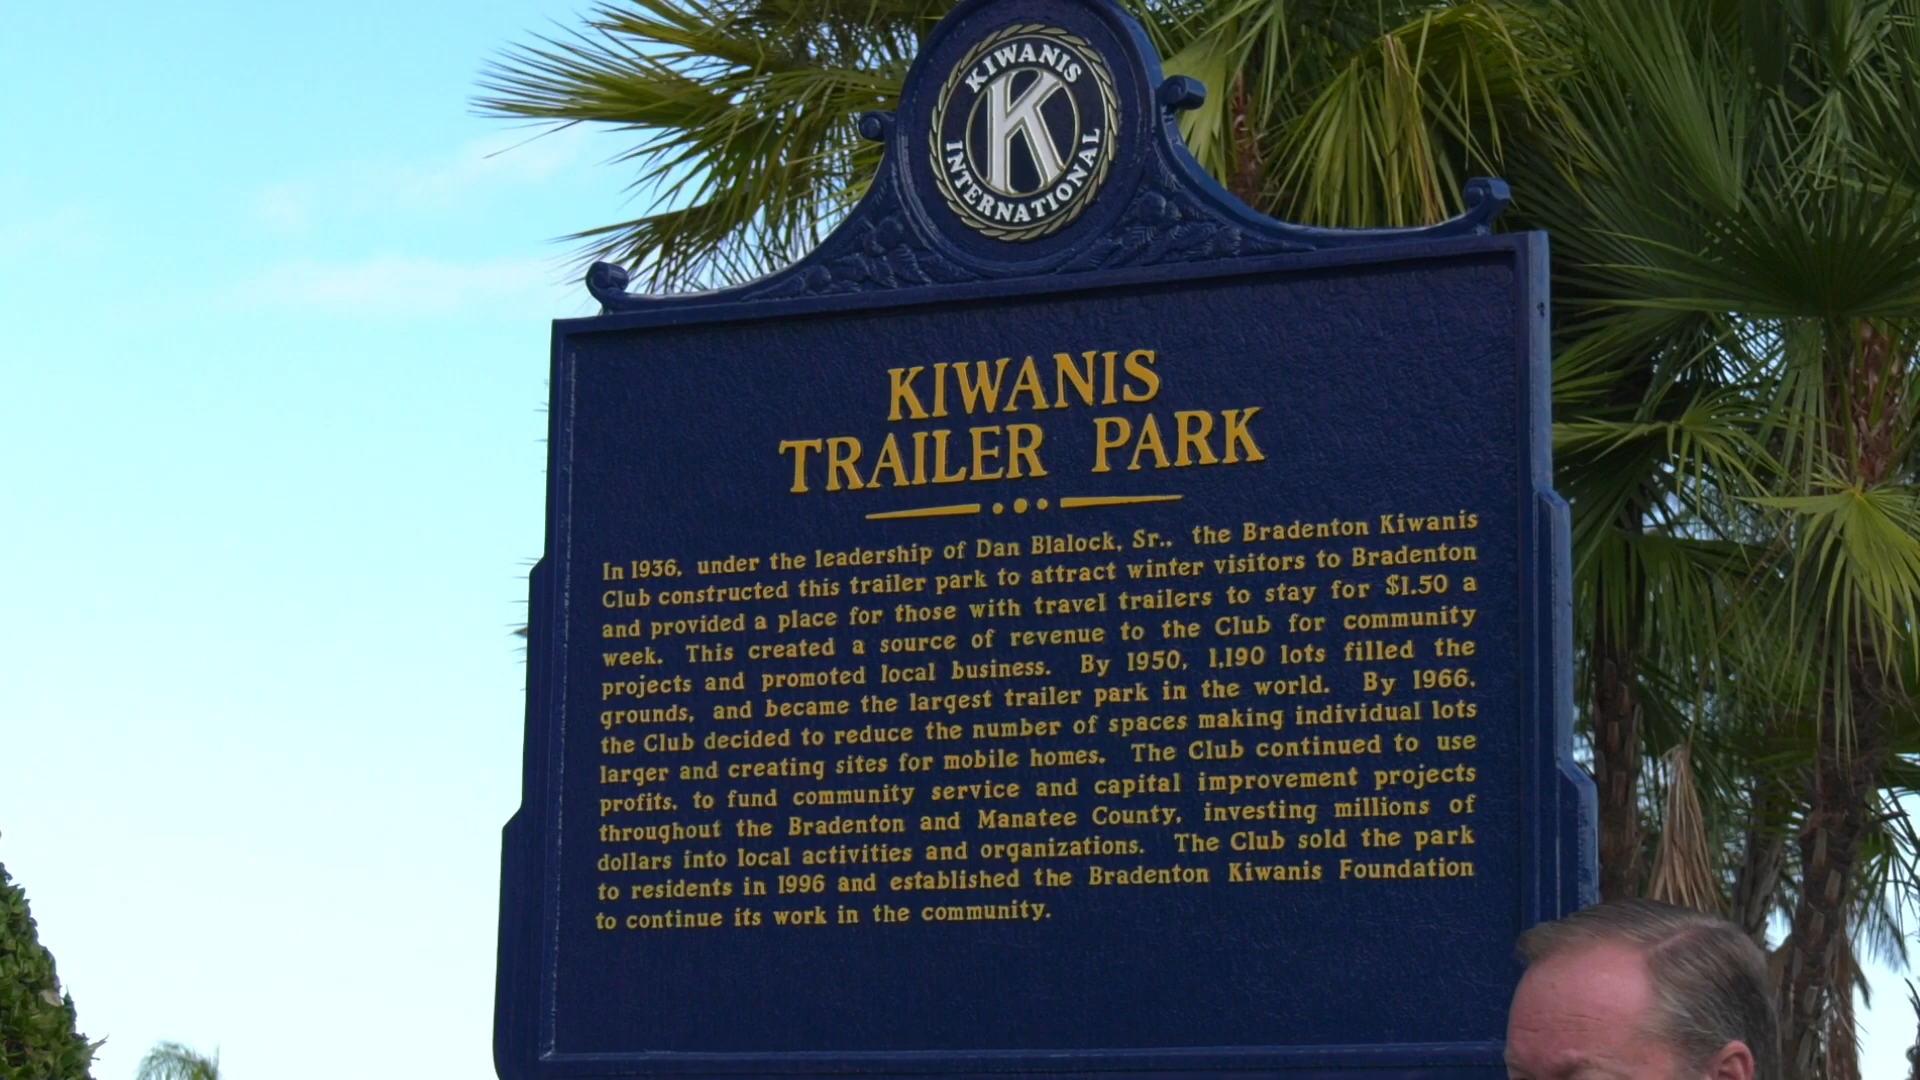 KIWANIS
K
INTERNATIONAL
KIWANIS
TRAILER PARK
In 1936, under the leadership of Dan Blalock, Sr., the Bradenton Kiwanis
Club constructed this trailer park to attract winter visitors to Bradenton
and provided a place for those with travel trailers to stay for $1.50 a
week. This created a source of revenue to the Club for community
projects and promoted local business. By 1950, 1,190 lots filled the
grounds, and became the largest trailer park in the world. By 1966,
the Club decided to reduce the number of spaces making individual lots
larger and creating sites for mobile homes. The Club continued to use
profits, to fund community service and capital improvement projects
throughout the Bradenton and Manatee County, investing millions of
dollars into local activities and organizations. The Club sold the park
to residents in 1996 and established the Bradenton Kiwanis Foundation
to continue its work in the community.